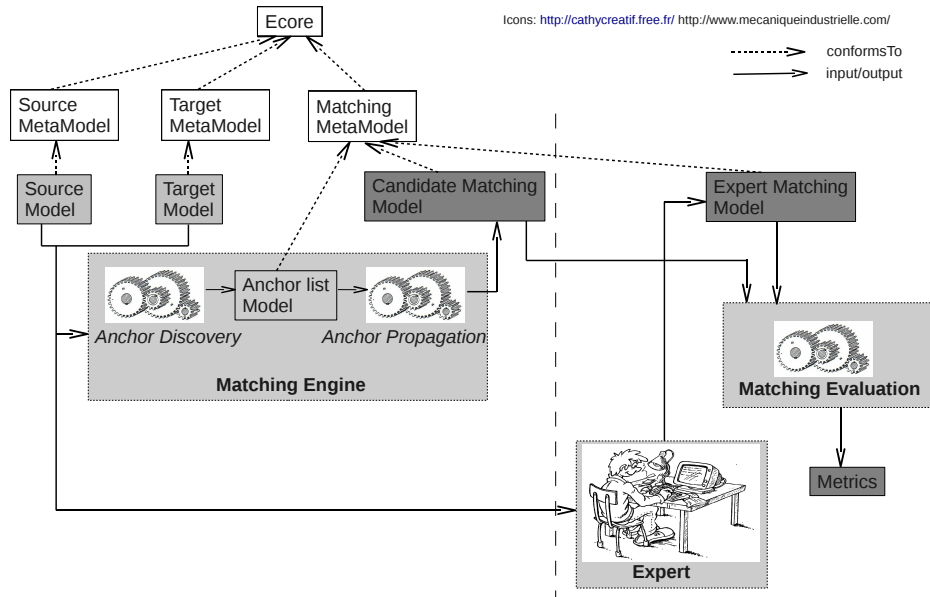 Ecore
Icons: http://cathycreatif.free.fr/ http://www.mecaniqueindustrielle.com/
conformsTo
input/output
Source
MetaModel
Target
MetaModel
Matching
MetaModel
Source
Model
Target
Model
Candidate Matching
Model
Expert Matching
Model
Anchor list
Model
Anchor Discovery
Anchor Propagation
Matching Engine
Matching Evaluation
Metrics
Expert